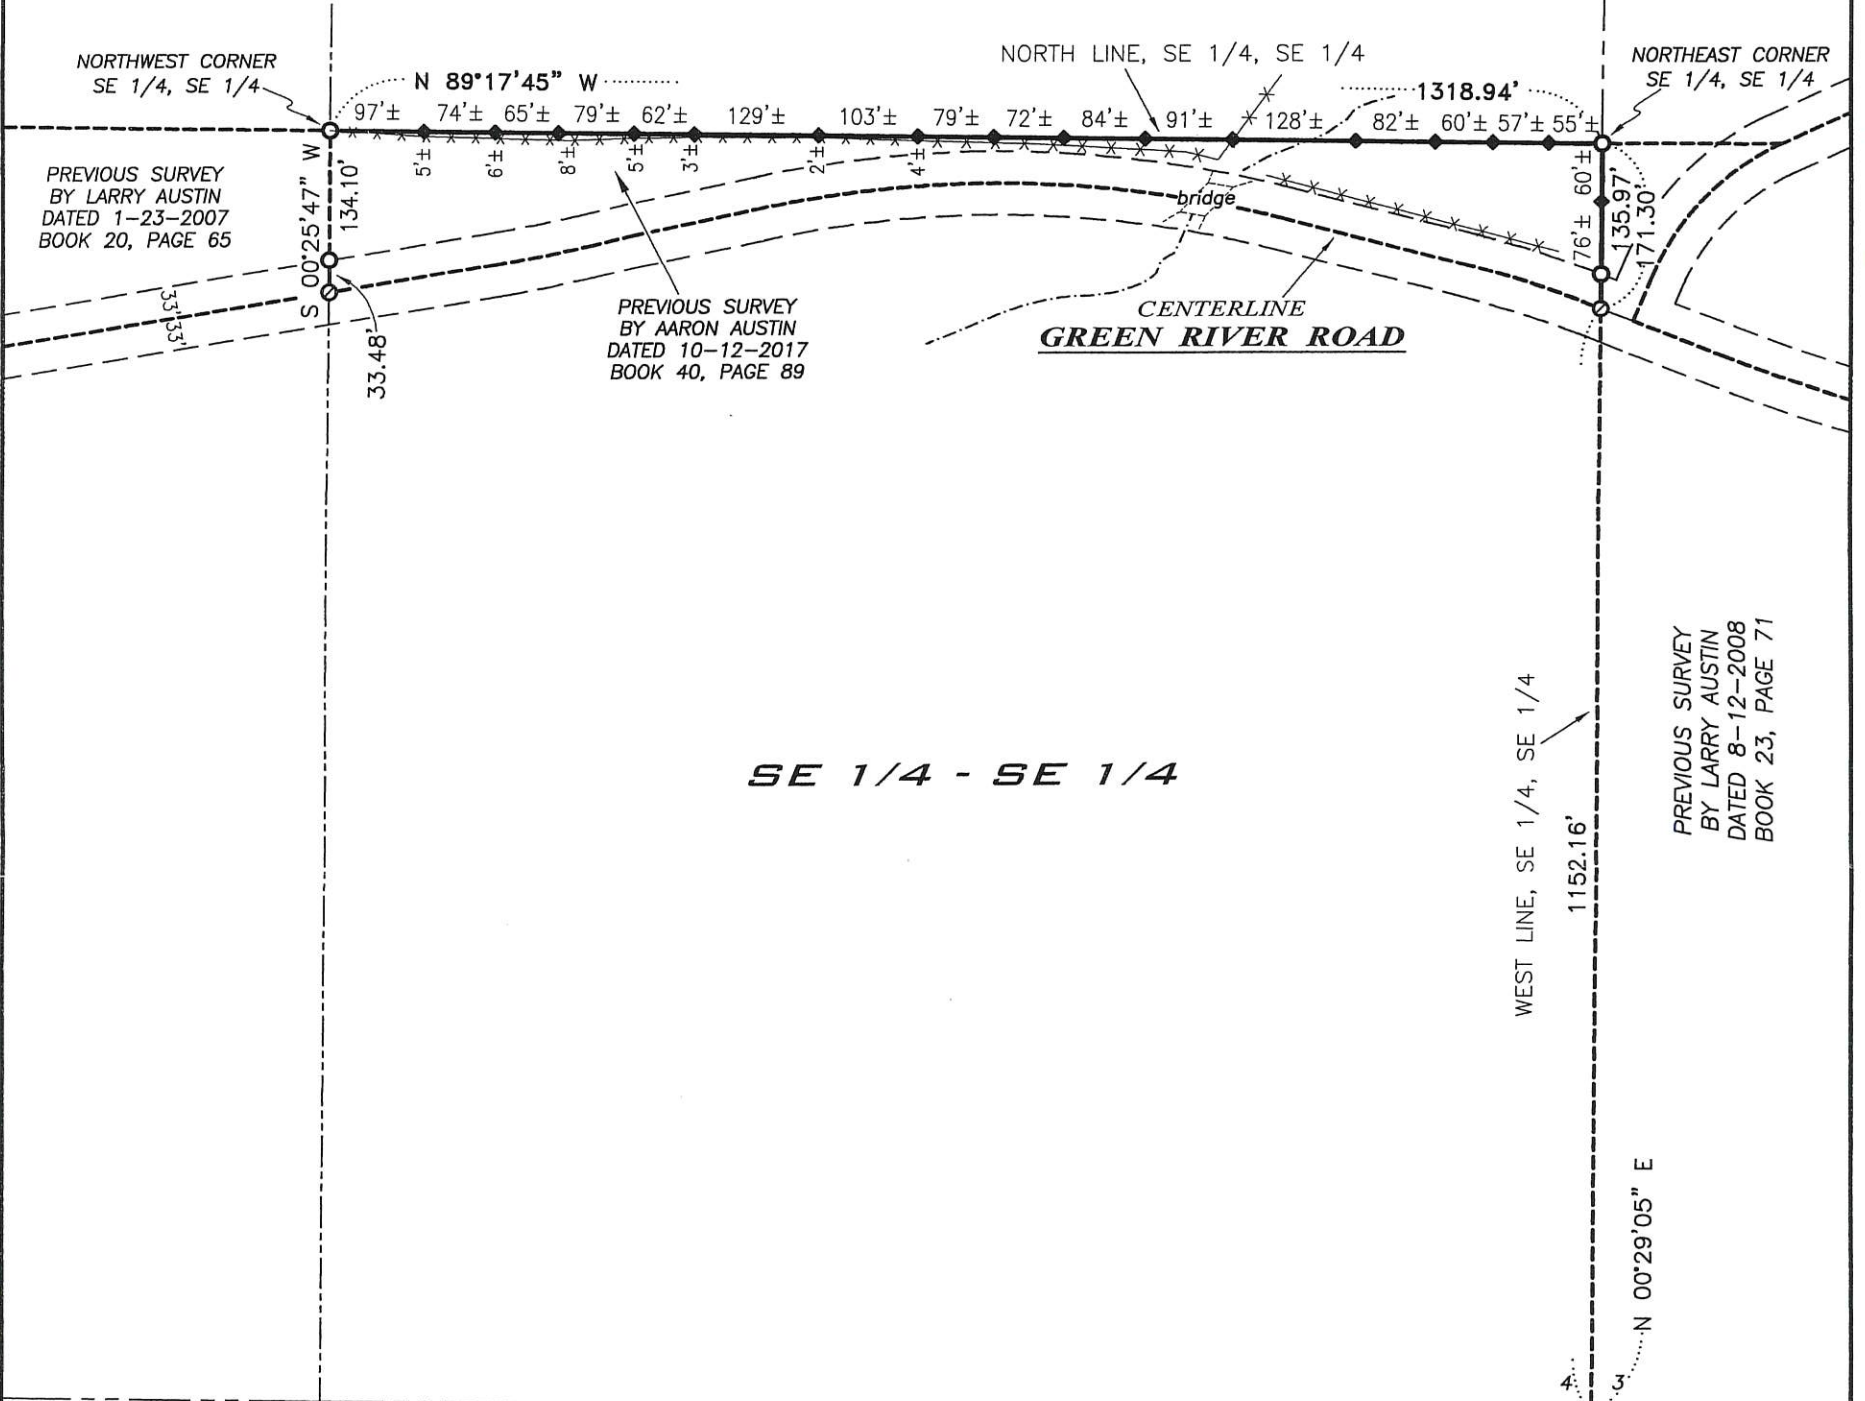 NORTHWEST CORNER
SE 1/4, SE 1/4
N 89°17'45" W
NORTH LINE, SE 1/4, SE 1/4
1318.94'
NORTHEAST CORNER
SE 1/4, SE 1/4
97'± 74'± 65'± 79'± 62'± 129'± 103'± 79'± 72'± 84'± 91'± 128'± 82'± 60'± 57'± 55'±
5'± 6'± 8'± 5'± 3'± 2'± 4'±
PREVIOUS SURVEY
BY LARRY AUSTIN
DATED 1-23-2007
BOOK 20, PAGE 65
S 00°25'47" W
134.10'
33.48'
33' 33'
bridge
60'±
76'±
135.97'
171.30'
PREVIOUS SURVEY
BY AARON AUSTIN
DATED 10-12-2017
BOOK 40, PAGE 89
CENTERLINE
GREEN RIVER ROAD
SE 1/4 - SE 1/4
WEST LINE, SE 1/4, SE 1/4
1152.16'
PREVIOUS SURVEY
BY LARRY AUSTIN
DATED 8-12-2008
BOOK 23, PAGE 71
N 00°29'05" E
4 3